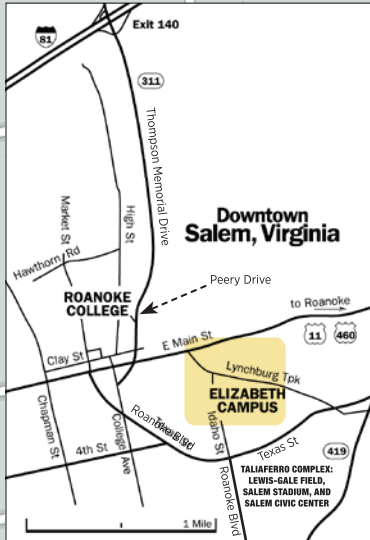 Exit 140
81
311
Thompson Memorial Drive
Downtown
Salem, Virginia
Market St
High St
Hawthorn Rd
Peery Drive
ROANOKE
COLLEGE
to Roanoke
11 460
E Main St
Clay St
Lynchburg Tpk
ELIZABETH
CAMPUS
Chapman St
College Ave
Roanoke Blvd
Texas St
Idaho St
4th St
Texas St
419
Roanoke Blvd
TALIAFERRO COMPLEX:
LEWIS-GALE FIELD,
SALEM STADIUM, AND
SALEM CIVIC CENTER
1 Mile